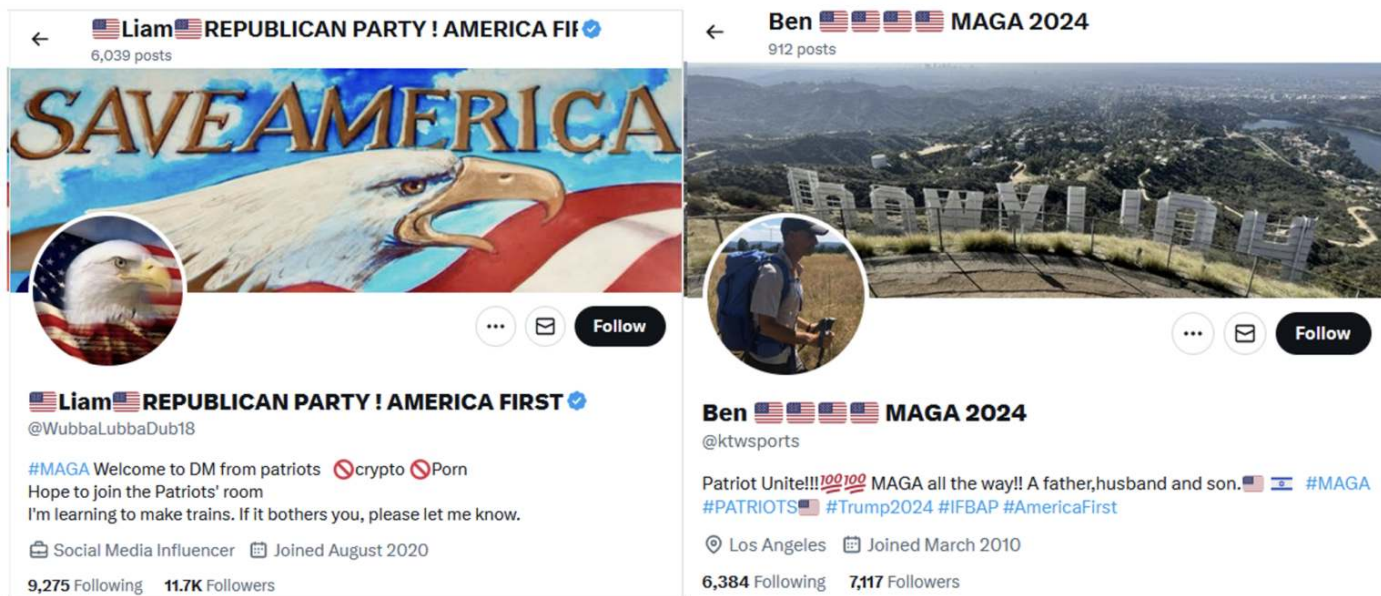 Liam REPUBLICAN PARTY ! AMERICA FI
6,039 posts
SAVE AMERICA
Follow
Liam REPUBLICAN PARTY ! AMERICA FIRST
@WubbaLubbaDub18
#MAGA Welcome to DM from patriots 🚫crypto 🚫Porn
Hope to join the Patriots' room
I'm learning to make trains. If it bothers you, please let me know.
Social Media Influencer Joined August 2020
9,275 Following 11.7K Followers
Ben 🇺🇸🇺🇸🇺🇸🇺🇸 MAGA 2024
912 posts
HOLLYWOOD
Follow
Ben 🇺🇸🇺🇸🇺🇸🇺🇸 MAGA 2024
@ktwsports
Patriot Unite!!!💯💯 MAGA all the way!! A father,husband and son.🇺🇸 🇮🇱 #MAGA
#PATRIOTS🇺🇸 #Trump2024 #IFBAP #AmericaFirst
Los Angeles Joined March 2010
6,384 Following 7,117 Followers